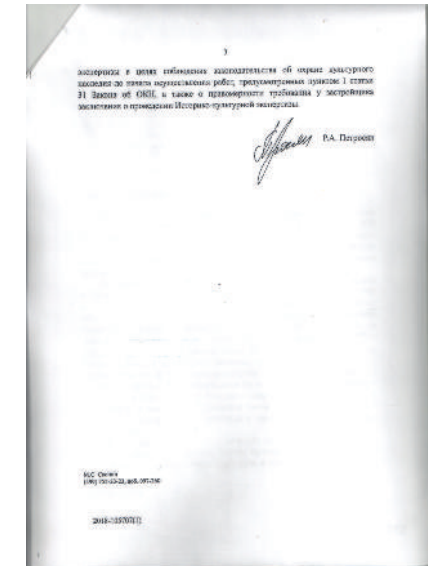 3
экспертизы в целях соблюдения законодательства об охране культурного
наследия до начала осуществления работ, предусмотренных пунктом 1 статьи
31 Закона об ОКН, а также о правомерности требования у застройщика
заключения о проведении Историко-культурной экспертизы.
Р.А.